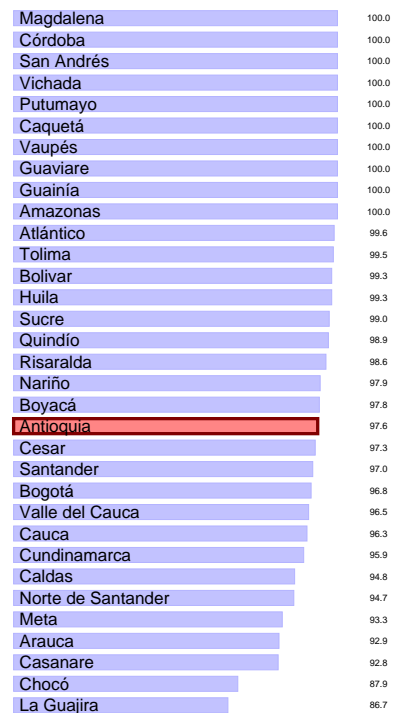 Magdalena 100.0
Córdoba 100.0
San Andrés 100.0
Vichada 100.0
Putumayo 100.0
Caquetá 100.0
Vaupés 100.0
Guaviare 100.0
Guainía 100.0
Amazonas 100.0
Atlántico 99.6
Tolima 99.5
Bolivar 99.3
Huila 99.3
Sucre 99.0
Quindío 98.9
Risaralda 98.6
Nariño 97.9
Boyacá 97.8
Antioquia 97.6
Cesar 97.3
Santander 97.0
Bogotá 96.8
Valle del Cauca 96.5
Cauca 96.3
Cundinamarca 95.9
Caldas 94.8
Norte de Santander 94.7
Meta 93.3
Arauca 92.9
Casanare 92.8
Chocó 87.9
La Guajira 86.7